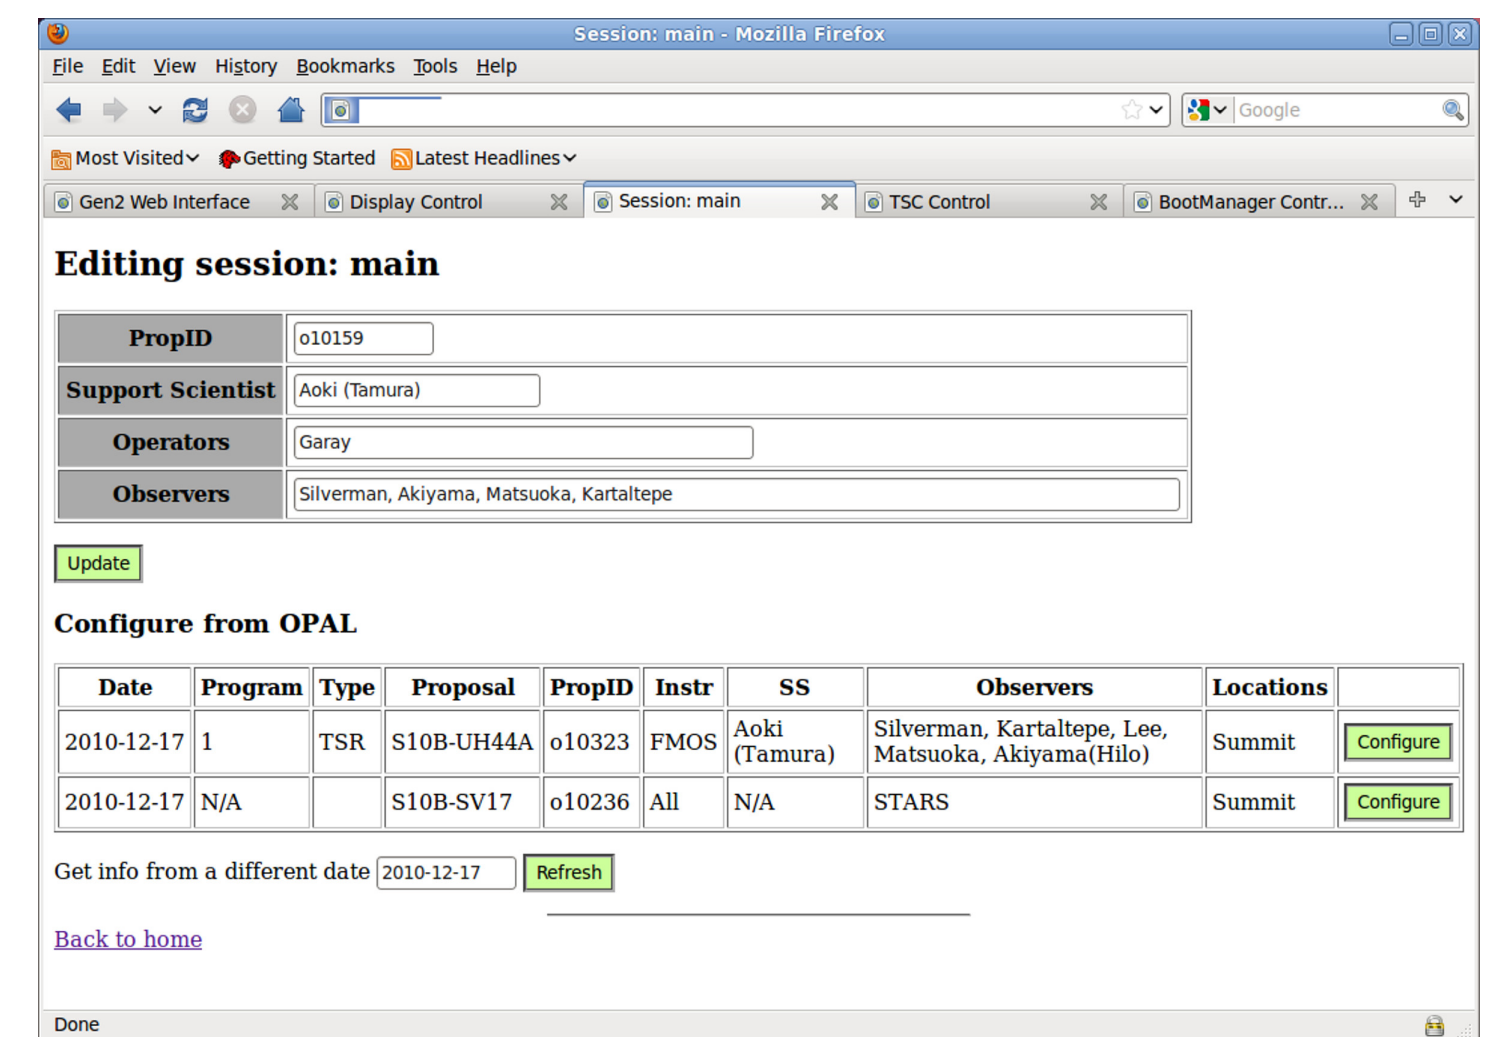 Session: main - Mozilla Firefox
File Edit View History Bookmarks Tools Help
Google
Most Visited Getting Started Latest Headlines
Gen2 Web Interface Display Control Session: main TSC Control BootManager Contr...
Editing session: main
PropID o10159
Support Scientist Aoki (Tamura)
Operators Garay
Observers Silverman, Akiyama, Matsuoka, Kartaltepe
Update
Configure from OPAL
Date Program Type Proposal PropID Instr SS Observers Locations
2010-12-17 1 TSR S10B-UH44A o10323 FMOS Aoki (Tamura) Silverman, Kartaltepe, Lee, Matsuoka, Akiyama(Hilo) Summit Configure
2010-12-17 N/A S10B-SV17 o10236 All N/A STARS Summit Configure
Get info from a different date 2010-12-17 Refresh
Back to home
Done